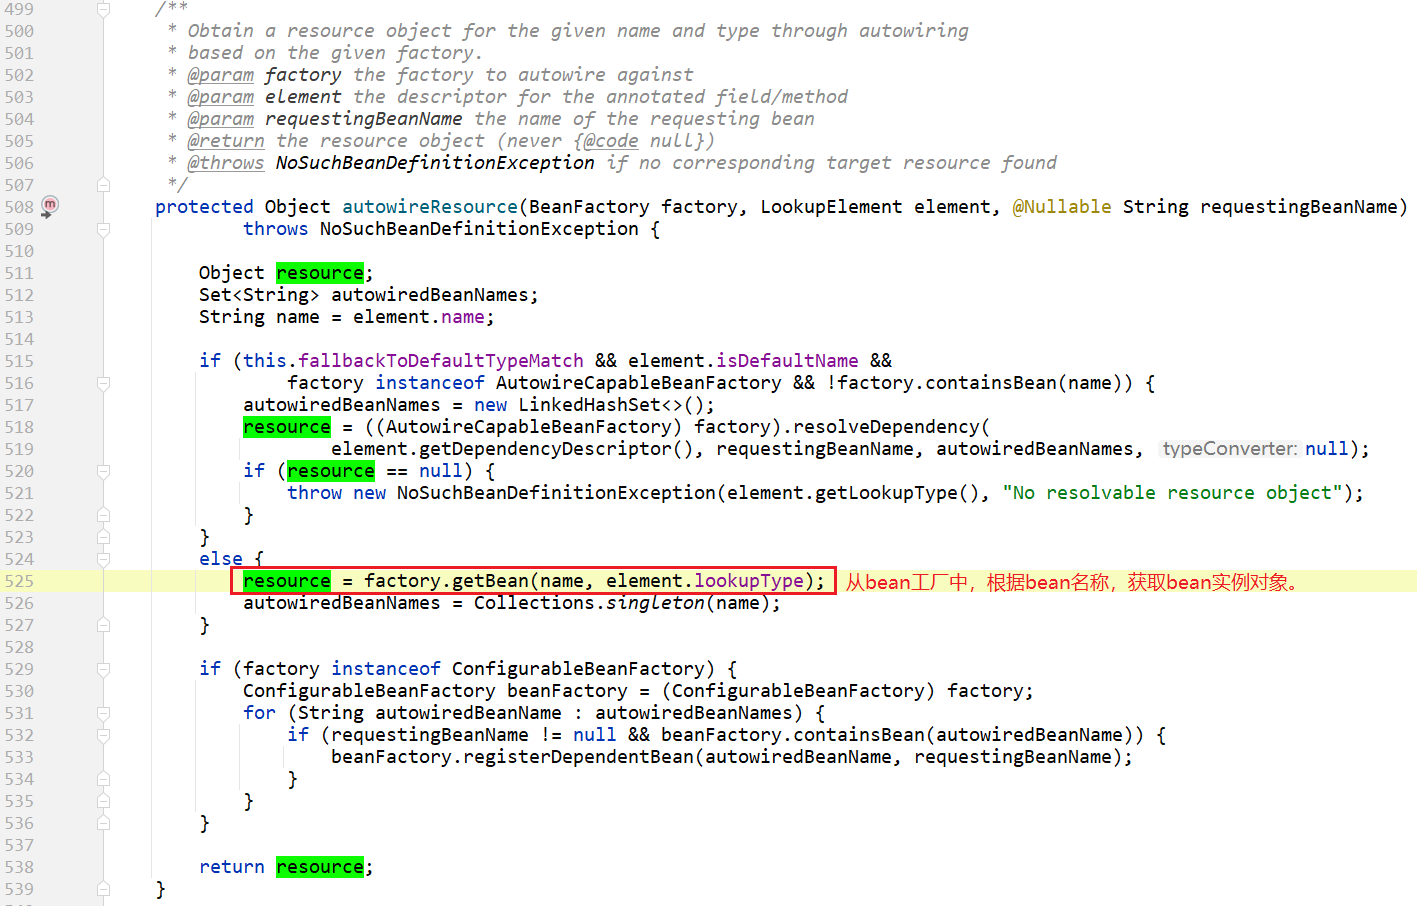 499 /**
500 * Obtain a resource object for the given name and type through autowiring
501 * based on the given factory.
502 * @param factory the factory to autowire against
503 * @param element the descriptor for the annotated field/method
504 * @param requestingBeanName the name of the requesting bean
505 * @return the resource object (never {@code null})
506 * @throws NoSuchBeanDefinitionException if no corresponding target resource found
507 */
508 m protected Object autowireResource(BeanFactory factory, LookupElement element, @Nullable String requestingBeanName)
509 throws NoSuchBeanDefinitionException {
510
511 Object resource;
512 Set<String> autowiredBeanNames;
513 String name = element.name;
514
515 if (this.fallbackToDefaultTypeMatch && element.isDefaultName &&
516 factory instanceof AutowireCapableBeanFactory && !factory.containsBean(name)) {
517 autowiredBeanNames = new LinkedHashSet<>();
518 resource = ((AutowireCapableBeanFactory) factory).resolveDependency(
519 element.getDependencyDescriptor(), requestingBeanName, autowiredBeanNames, typeConverter: null);
520 if (resource == null) {
521 throw new NoSuchBeanDefinitionException(element.getLookupType(), "No resolvable resource object");
522 }
523 }
524 else {
525 resource = factory.getBean(name, element.lookupType); 从bean工厂中，根据bean名称，获取bean实例对象。
526 autowiredBeanNames = Collections.singleton(name);
527 }
528
529 if (factory instanceof ConfigurableBeanFactory) {
530 ConfigurableBeanFactory beanFactory = (ConfigurableBeanFactory) factory;
531 for (String autowiredBeanName : autowiredBeanNames) {
532 if (requestingBeanName != null && beanFactory.containsBean(autowiredBeanName)) {
533 beanFactory.registerDependentBean(autowiredBeanName, requestingBeanName);
534 }
535 }
536 }
537
538 return resource;
539 }